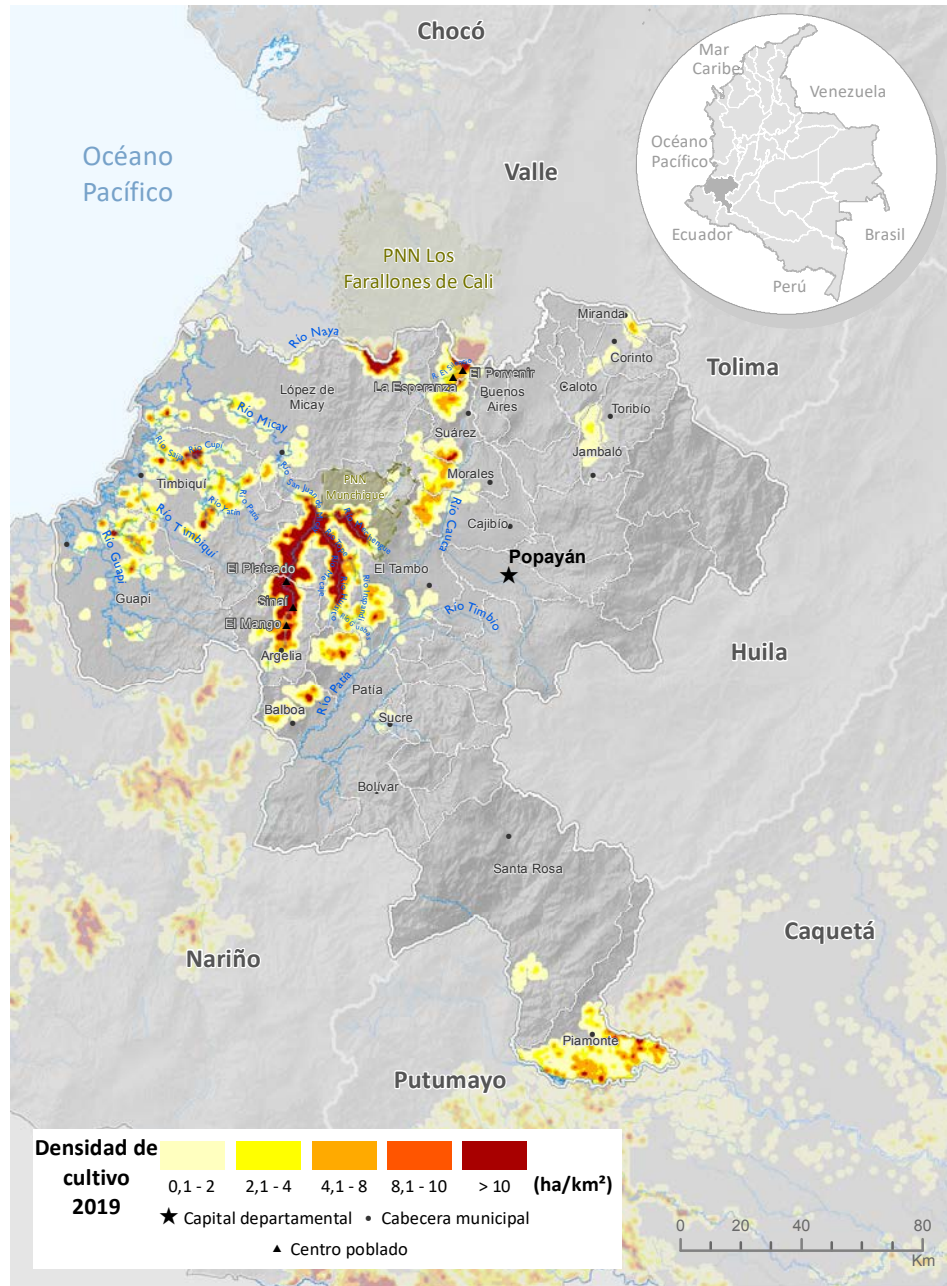 Chocó
Mar
Caribe
Venezuela
Océano
Pacífico
Ecuador
Brasil
Perú
Océano
Pacífico
Valle
PNN Los
Farallones de Cali
Tolima
Río Naya
Miranda
Corinto
El Porvenir
La Esperanza
Buenos
Aires
Caloto
Toribío
López de
Micay
Río Micay
Suárez
Jambaló
Morales
PNN
Munchique
Timbiquí
Río Timbiquí
Río Guapi
Guapi
Río Cauca
Cajibío
Popayán
El Plateado
El Tambo
Sinaí
El Mango
Río Timbío
Argelia
Huila
Río Patía
Patía
Balboa
Sucre
Bolívar
Santa Rosa
Nariño
Caquetá
Piamonte
Putumayo
Densidad de
cultivo
2019
0,1 - 2
2,1 - 4
4,1 - 8
8,1 - 10
> 10
(ha/km²)
Capital departamental
Cabecera municipal
Centro poblado
0 20 40 80
Km